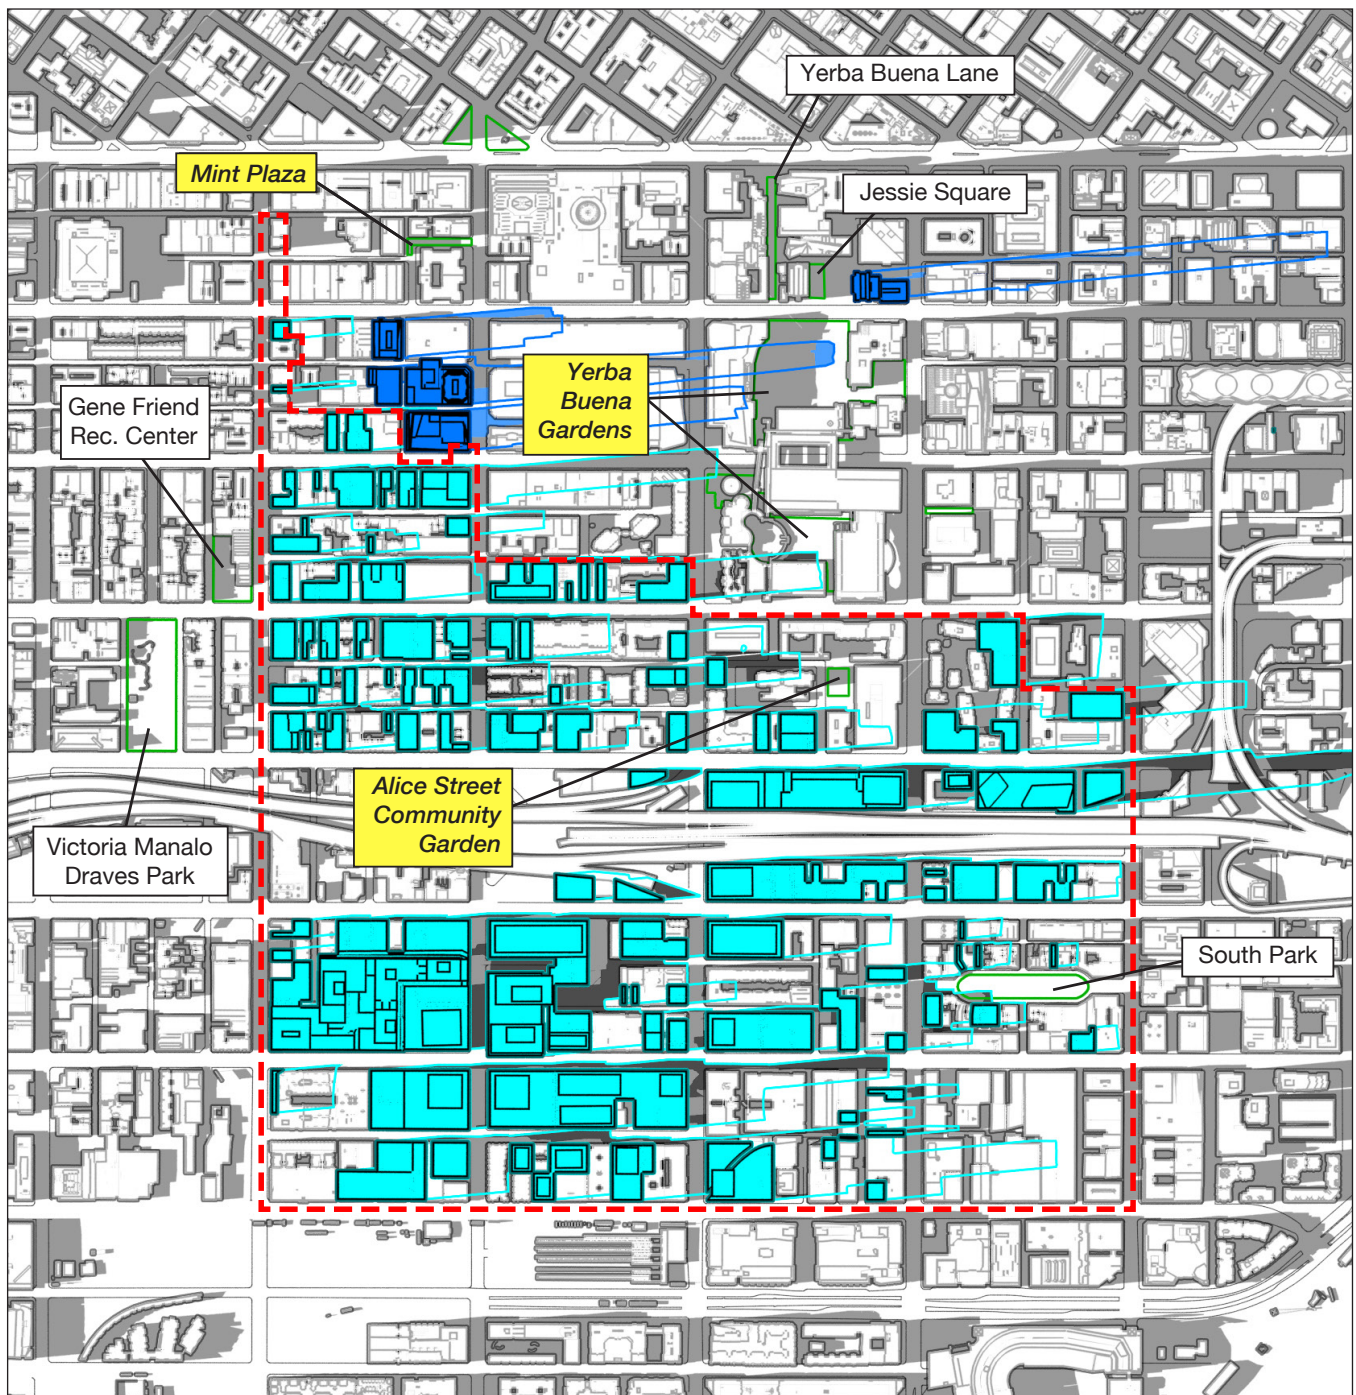 Yerba Buena Lane
Mint Plaza
Jessie Square
Yerba
Buena
Gardens
Gene Friend
Rec. Center
Alice Street
Community
Garden
Victoria Manalo
Draves Park
South Park